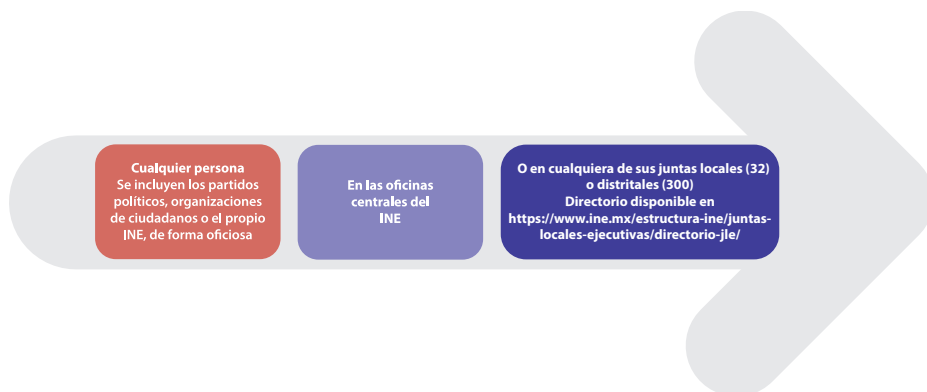 Cualquier persona
Se incluyen los partidos
políticos, organizaciones
de ciudadanos o el propio
INE, de forma oficiosa
En las oficinas
centrales del
INE
O en cualquiera de sus juntas locales (32)
o distritales (300)
Directorio disponible en
https://www.ine.mx/estructura-ine/juntas-
locales-ejecutivas/directorio-jle/